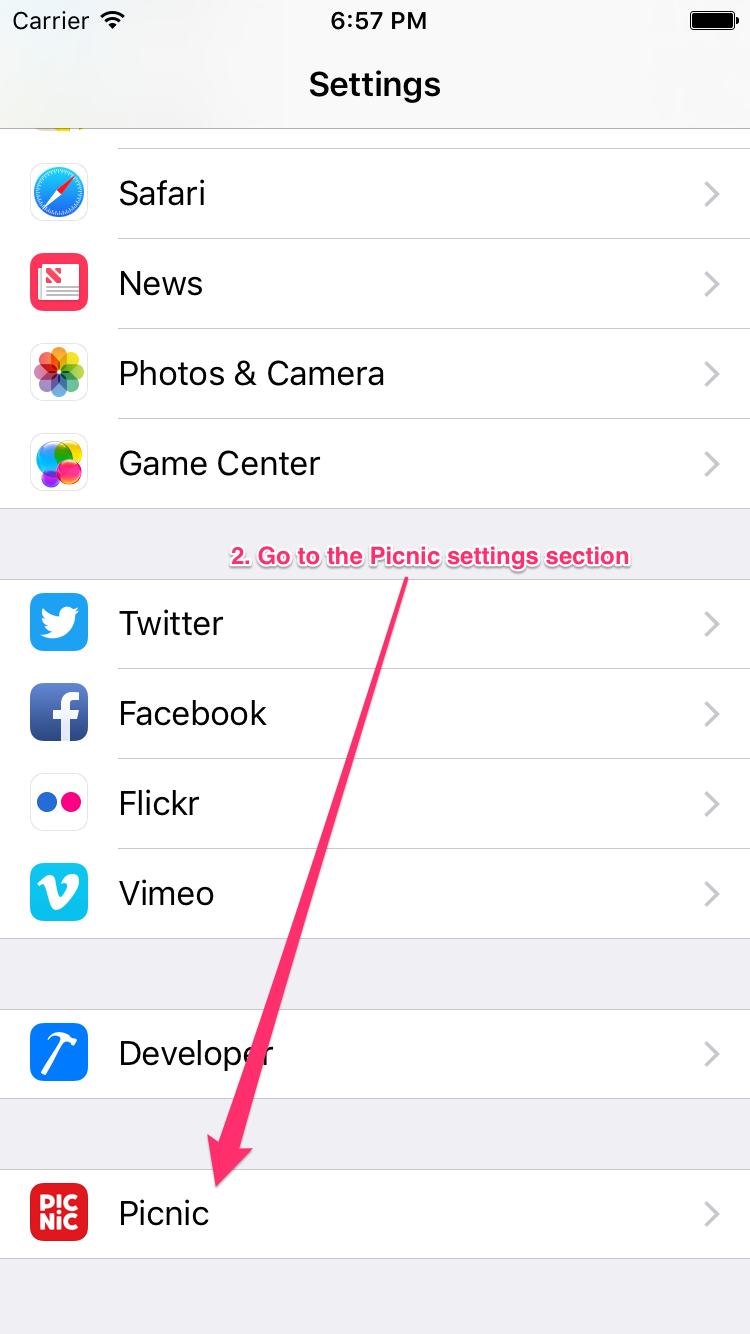 Carrier 6:57 PM
Settings
Safari
News
Photos & Camera
Game Center
2. Go to the Picnic settings section
Twitter
Facebook
Flickr
Vimeo
Developer
PIC
NiC
Picnic